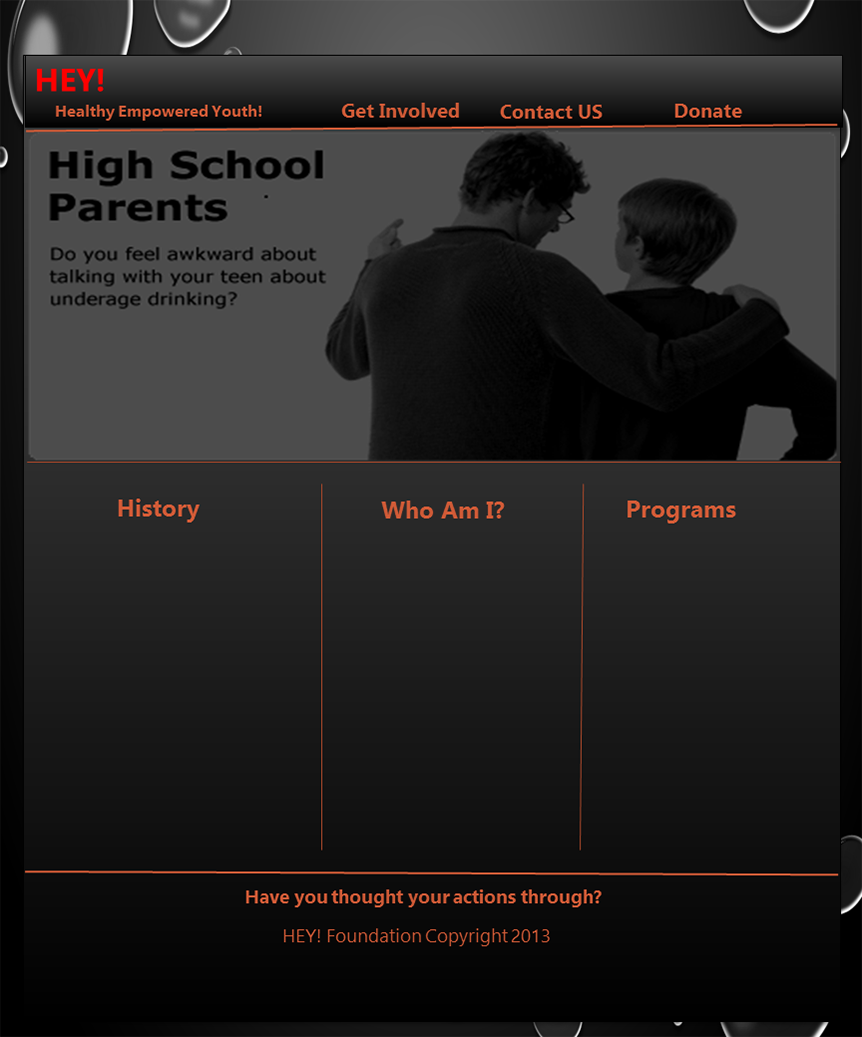 HEY!
Healthy Empowered Youth!
Get Involved
Contact US
Donate
High School
Parents
Do you feel awkward about
talking with your teen about
underage drinking?
History
Who Am I?
Programs
Have you thought your actions through?
HEY! Foundation Copyright 2013